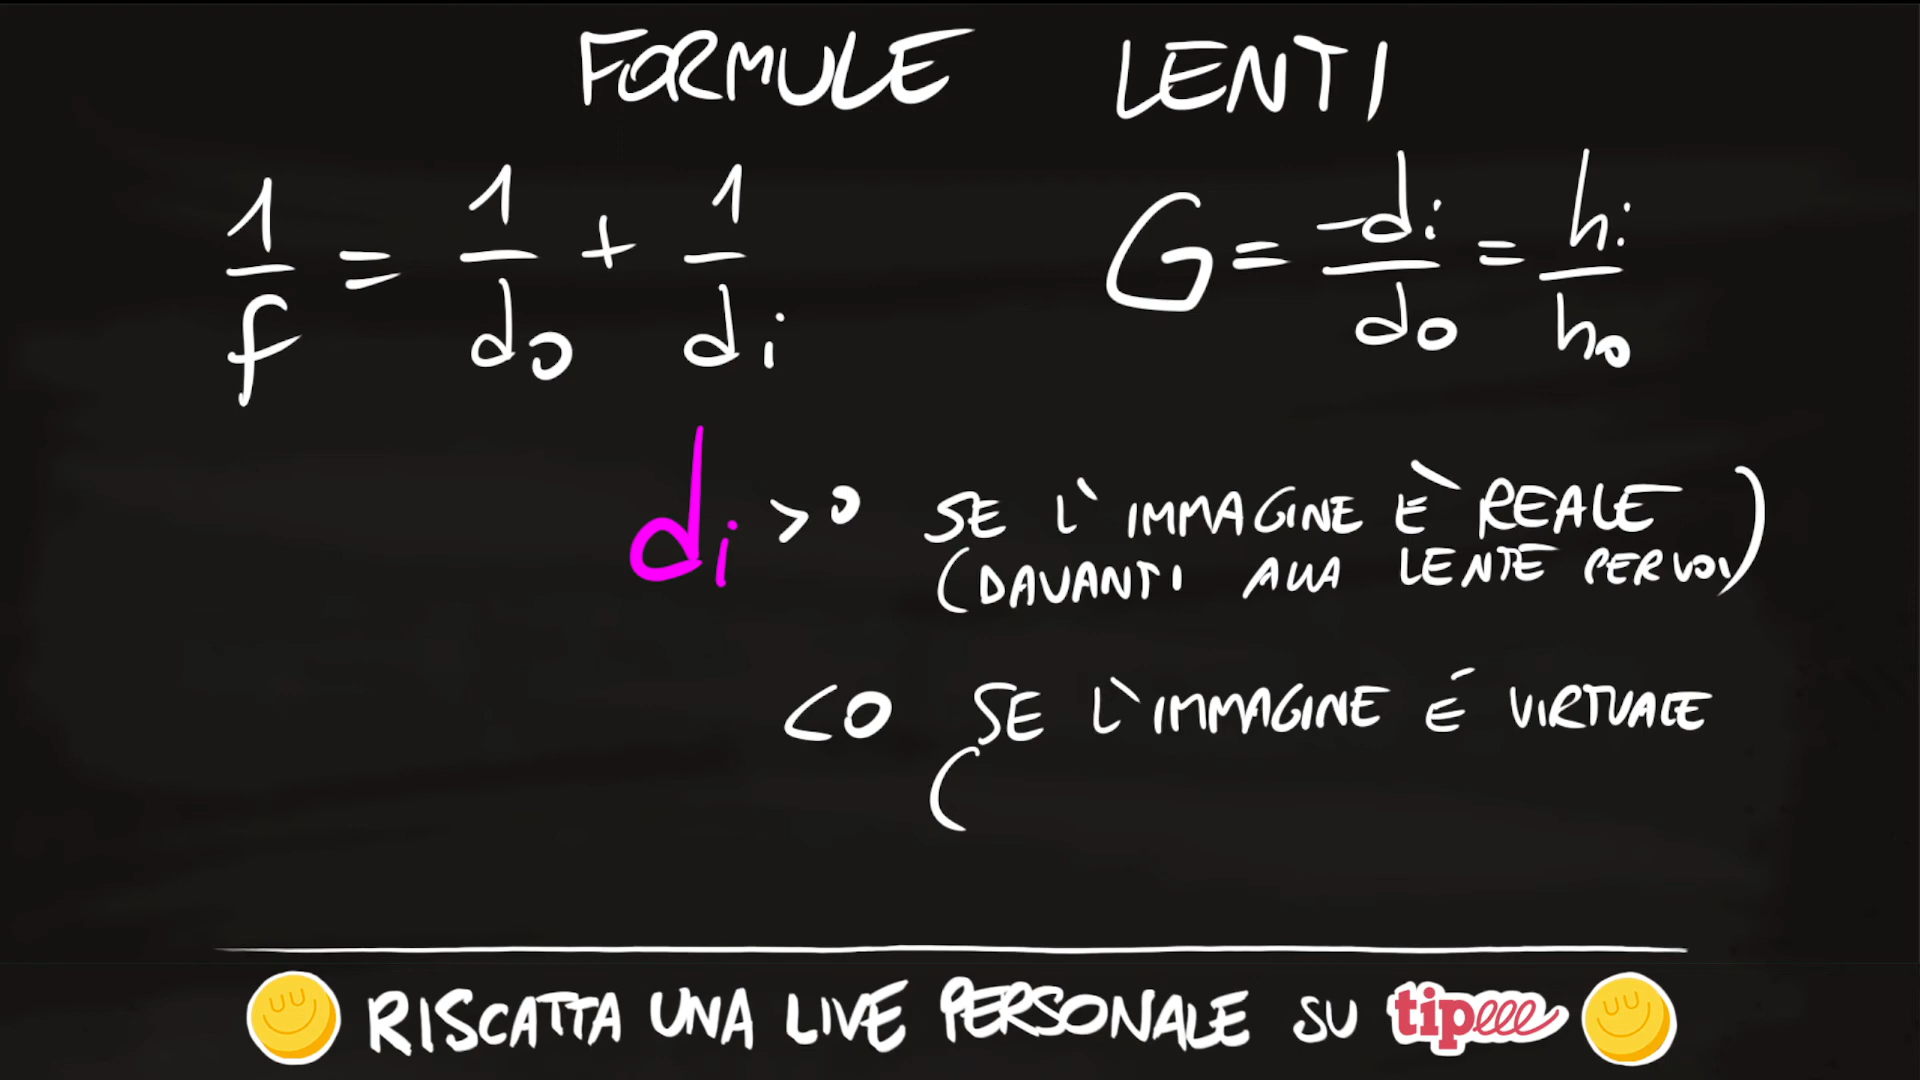 FORMULE LENTI
1/f = 1/do + 1/di
G = -di/do = hi/ho
di >0 SE L'IMMAGINE È REALE
(DAVANTI ALLA LENTE PER VOI)
<0 SE L'IMMAGINE É VIRTUALE
(
RISCATTA UNA LIVE PERSONALE SU tipeee